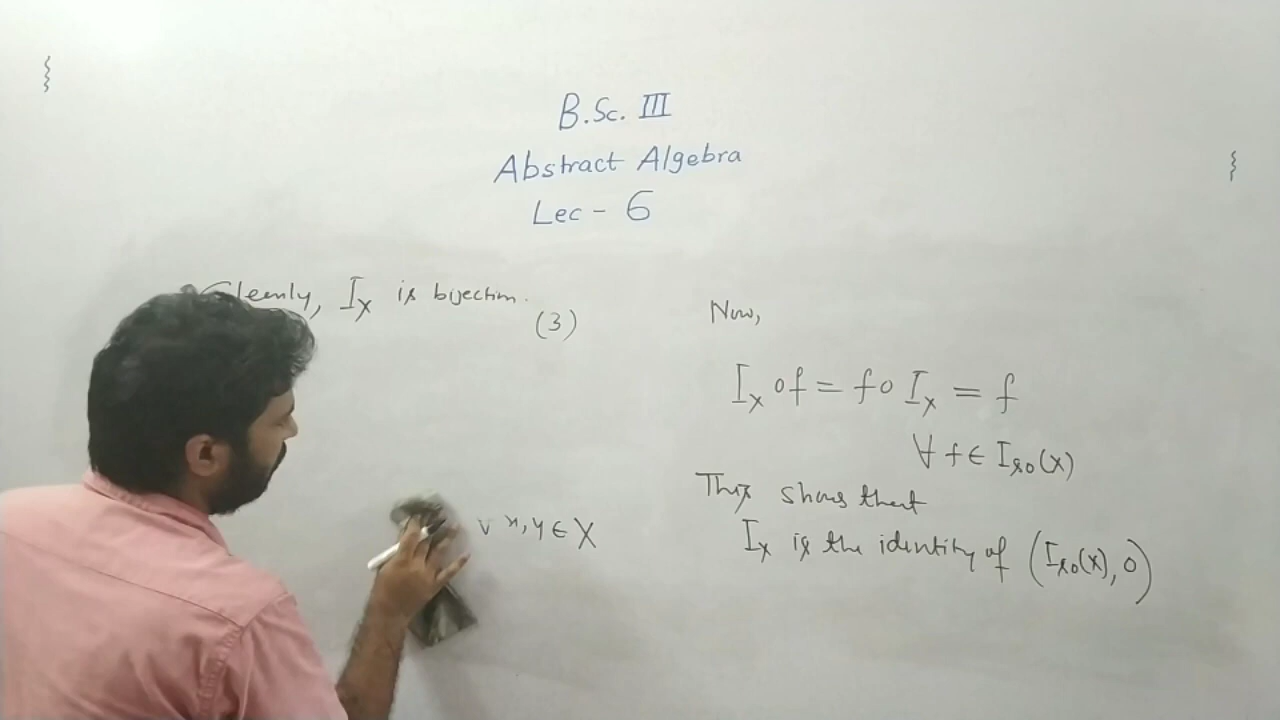 B.Sc. III
Abstract Algebra
Lec - 6
Clearly, I_X is bijection.
(3)
∀ x, y ∈ X
Now,
I_X o f = f o I_X = f
∀ f ∈ I_so(X)
This shows that
I_X is the identity of (I_so(X), o)